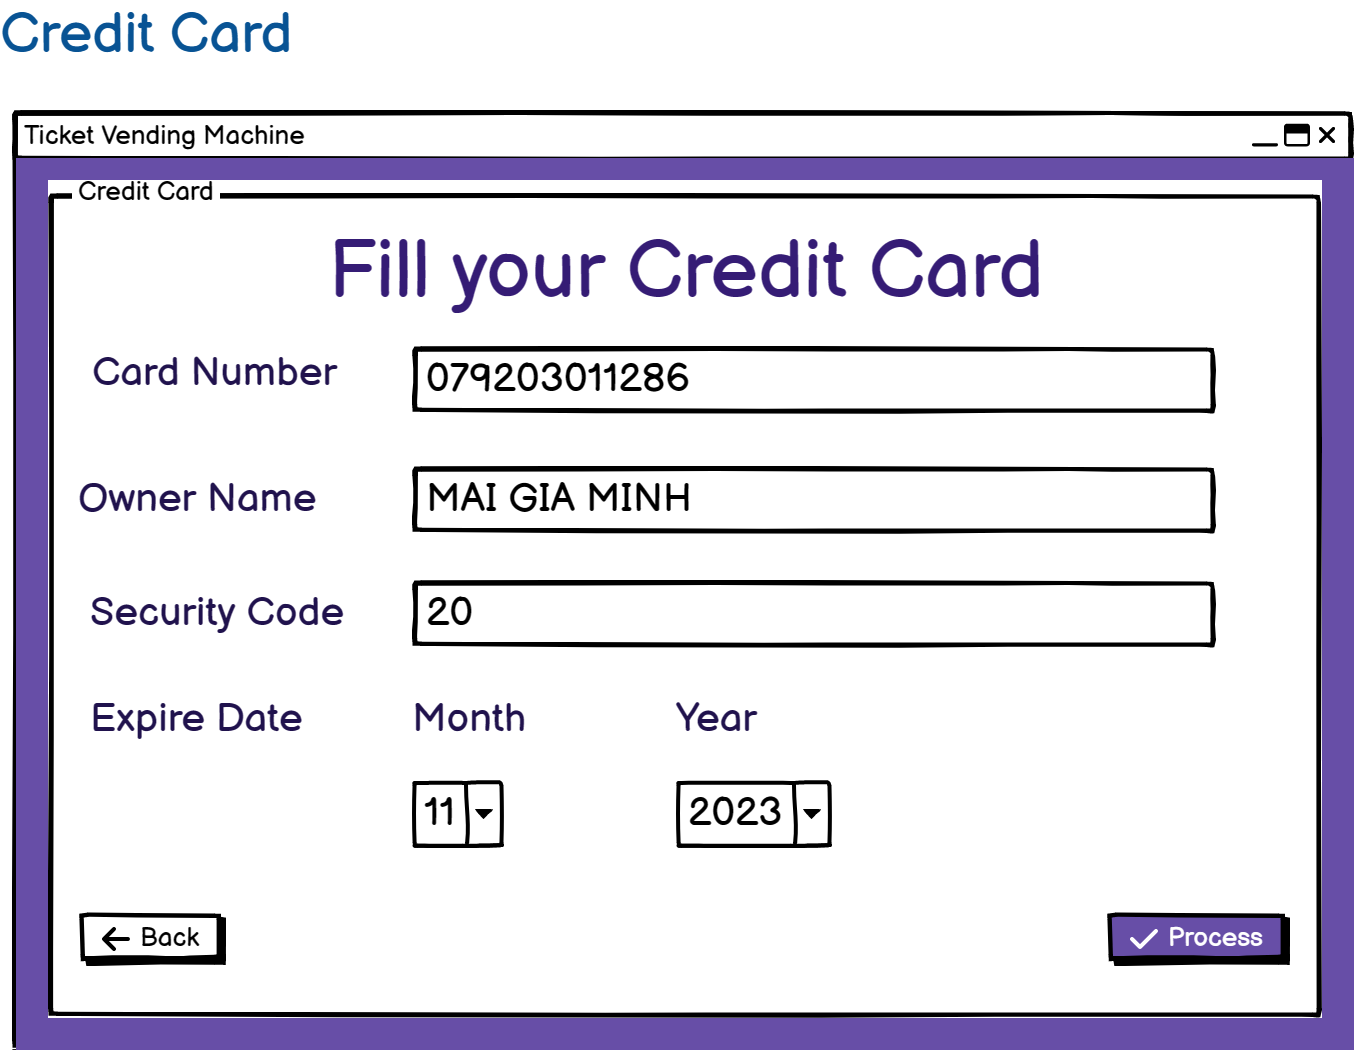 Credit Card
Ticket Vending Machine
Credit Card
Fill your Credit Card
Card Number 079203011286
Owner Name MAI GIA MINH
Security Code 20
Expire Date Month Year
11 2023
Back Process